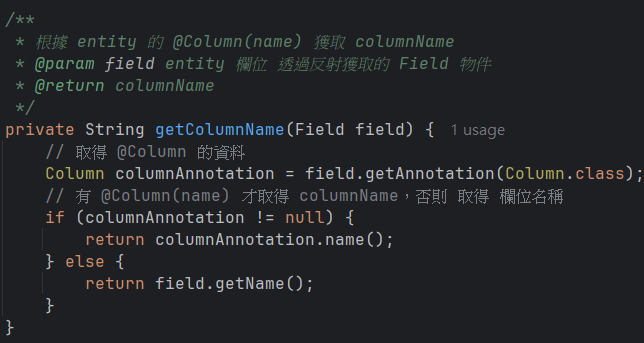 /**
 * 根據 entity 的 @Column(name) 獲取 columnName
 * @param field entity 欄位 透過反射獲取的 Field 物件
 * @return columnName
 */
private String getColumnName(Field field) { 1 usage
    // 取得 @Column 的資料
    Column columnAnnotation = field.getAnnotation(Column.class);
    // 有 @Column(name) 才取得 columnName，否則 取得 欄位名稱
    if (columnAnnotation != null) {
        return columnAnnotation.name();
    } else {
        return field.getName();
    }
}